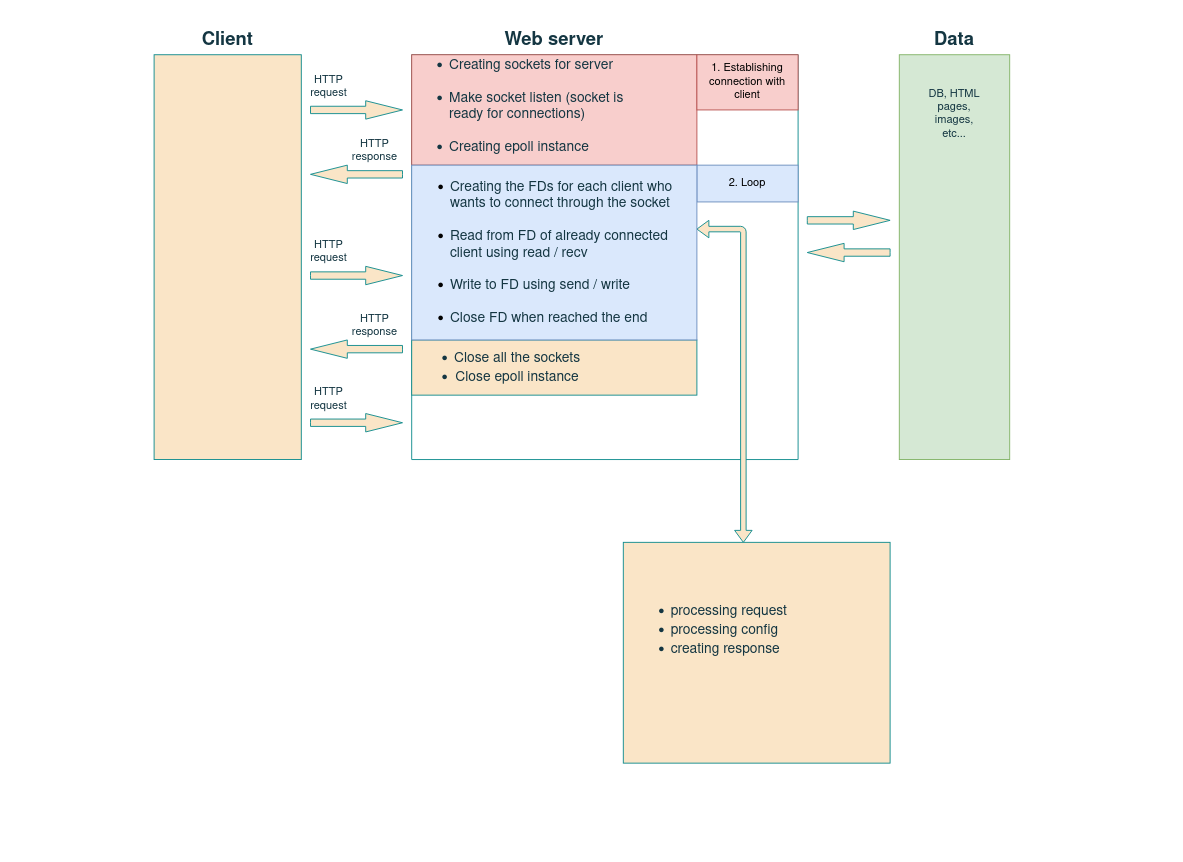 Client
Web server
Data
HTTP
request
HTTP
response
HTTP
request
HTTP
response
HTTP
request
• Creating sockets for server
• Make socket listen (socket is
ready for connections)
• Creating epoll instance
1. Establishing
connection with
client
• Creating the FDs for each client who
wants to connect through the socket
• Read from FD of already connected
client using read / recv
• Write to FD using send / write
• Close FD when reached the end
2. Loop
• Close all the sockets
• Close epoll instance
DB, HTML
pages,
images,
etc...
• processing request
• processing config
• creating response